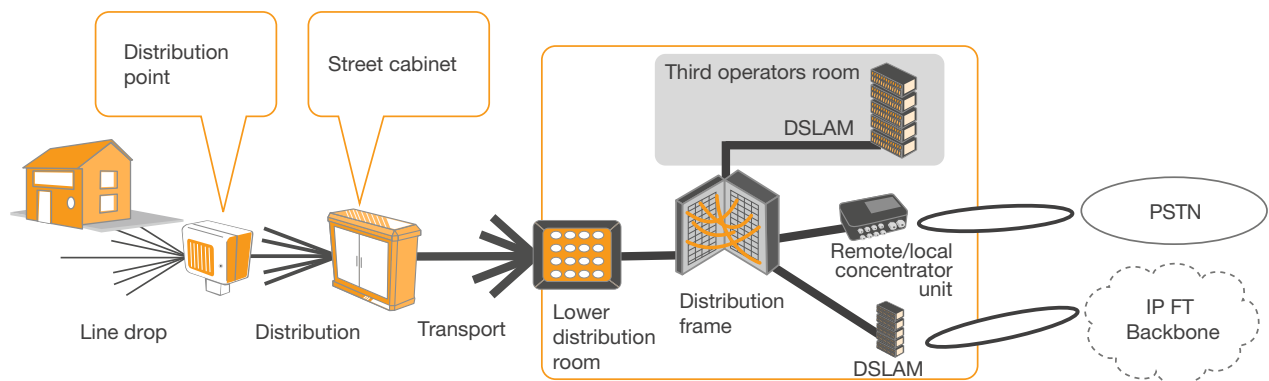 Distribution
point
Street cabinet
Third operators room
DSLAM
PSTN
Remote/local
concentrator
unit
IP FT
Backbone
Line drop
Distribution
Transport
Lower
distribution
room
Distribution
frame
DSLAM